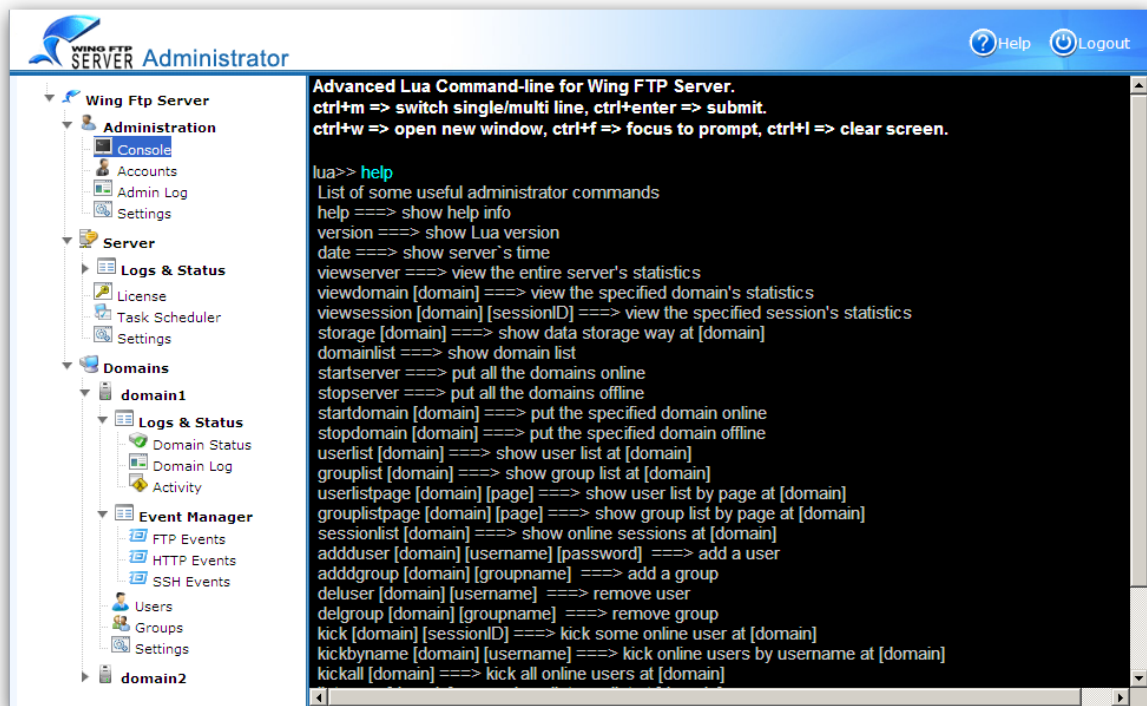 WING FTP
SERVER Administrator
Help
Logout
Wing Ftp Server
Administration
Console
Accounts
Admin Log
Settings
Server
Logs & Status
License
Task Scheduler
Settings
Domains
domain1
Logs & Status
Domain Status
Domain Log
Activity
Event Manager
FTP Events
HTTP Events
SSH Events
Users
Groups
Settings
domain2
Advanced Lua Command-line for Wing FTP Server.
ctrl+m => switch single/multi line, ctrl+enter => submit.
ctrl+w => open new window, ctrl+f => focus to prompt, ctrl+l => clear screen.
lua>> help
List of some useful administrator commands
help ===> show help info
version ===> show Lua version
date ===> show server`s time
viewserver ===> view the entire server's statistics
viewdomain [domain] ===> view the specified domain's statistics
viewsession [domain] [sessionID] ===> view the specified session's statistics
storage [domain] ===> show data storage way at [domain]
domainlist ===> show domain list
startserver ===> put all the domains online
stopserver ===> put all the domains offline
startdomain [domain] ===> put the specified domain online
stopdomain [domain] ===> put the specified domain offline
userlist [domain] ===> show user list at [domain]
grouplist [domain] ===> show group list at [domain]
userlistpage [domain] [page] ===> show user list by page at [domain]
grouplistpage [domain] [page] ===> show group list by page at [domain]
sessionlist [domain] ===> show online sessions at [domain]
adduser [domain] [username] [password]  ===> add a user
adddgroup [domain] [groupname]  ===> add a group
deluser [domain] [username]  ===> remove user
delgroup [domain] [groupname]  ===> remove group
kick [domain] [sessionID] ===> kick some online user at [domain]
kickbyname [domain] [username] ===> kick online users by username at [domain]
kickall [domain] ===> kick all online users at [domain]